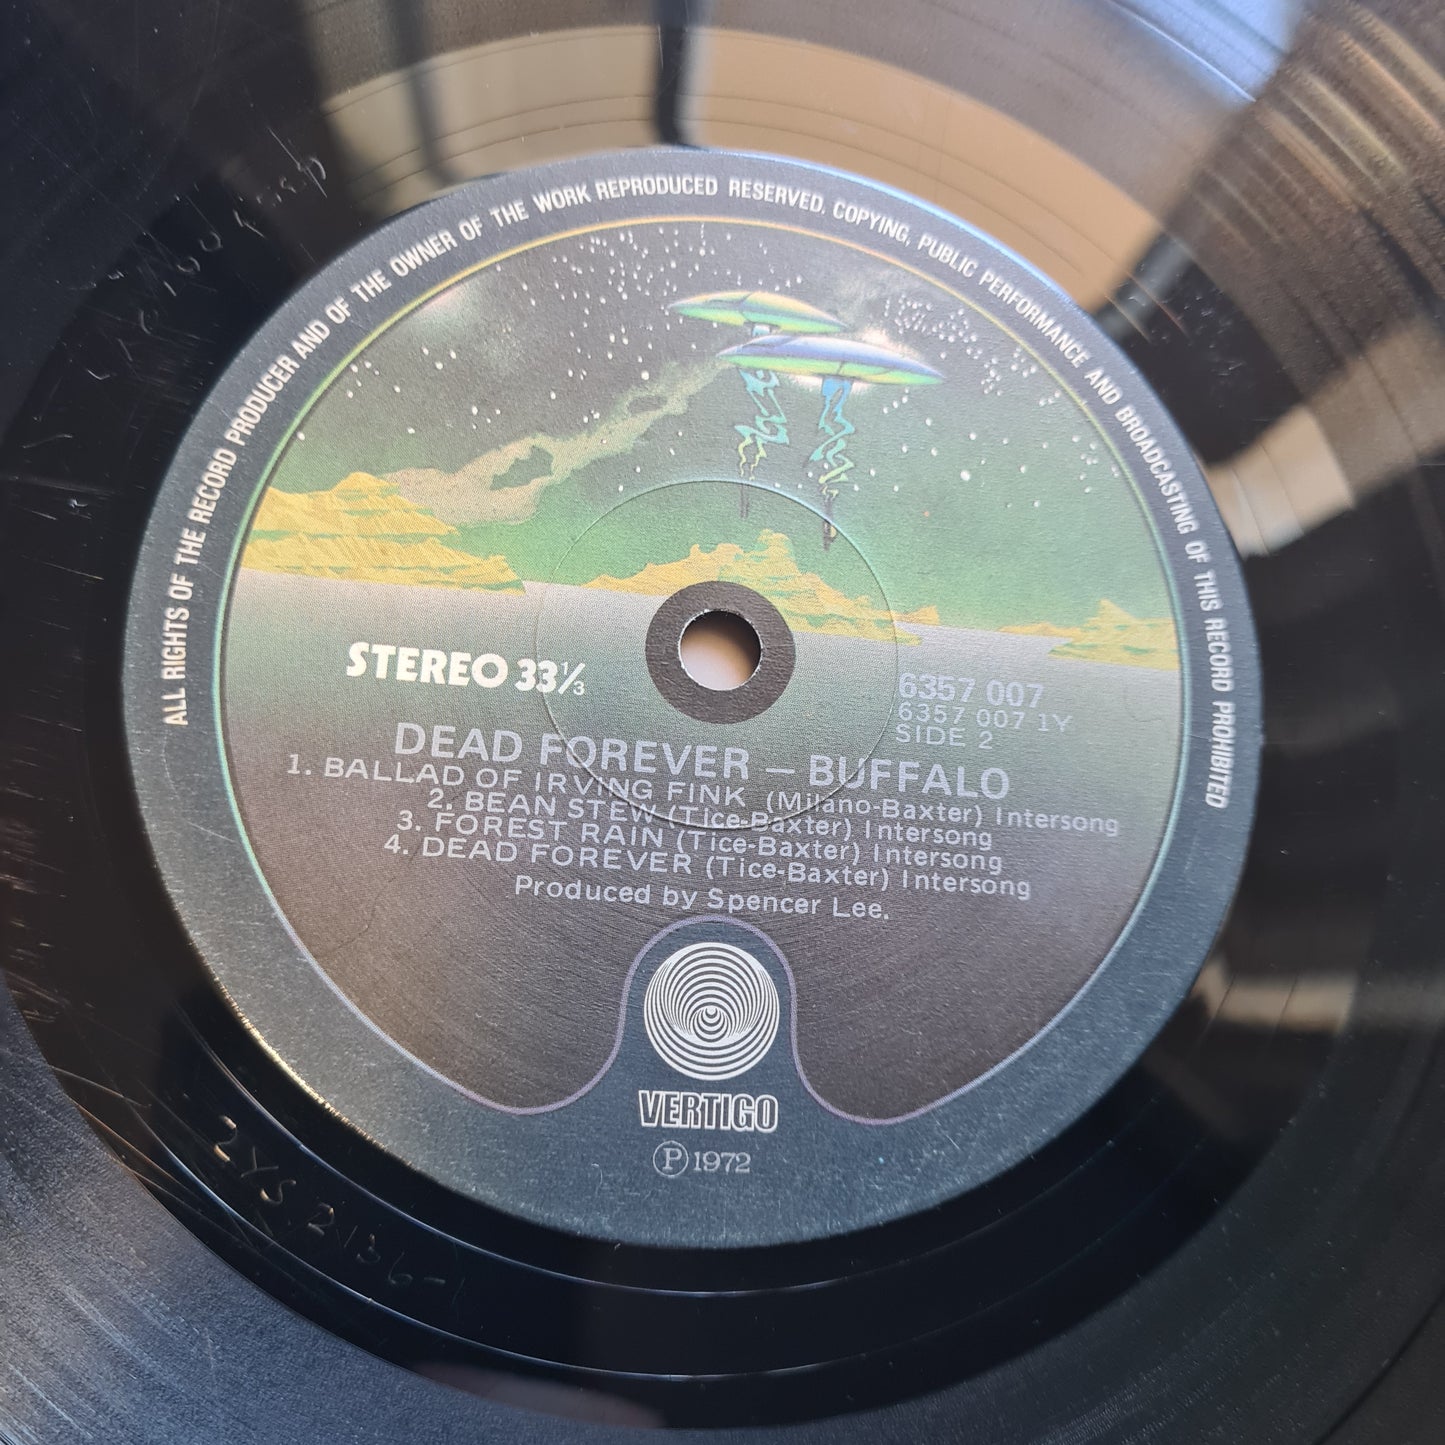 ALL RIGHTS OF THE RECORD PRODUCER AND OF THE OWNER OF THE WORK REPRODUCED RESERVED. COPYING, PUBLIC PERFORMANCE AND BROADCASTING OF THIS RECORD PROHIBITED
STEREO 33⅓
6357 007
6357 007 1Y
SIDE 2
DEAD FOREVER – BUFFALO
1. BALLAD OF IRVING FINK (Milano-Baxter) Intersong
2. BEAN STEW (Tice-Baxter) Intersong
3. FOREST RAIN (Tice-Baxter) Intersong
4. DEAD FOREVER (Tice-Baxter) Intersong
Produced by Spencer Lee.
VERTIGO
Ⓟ 1972